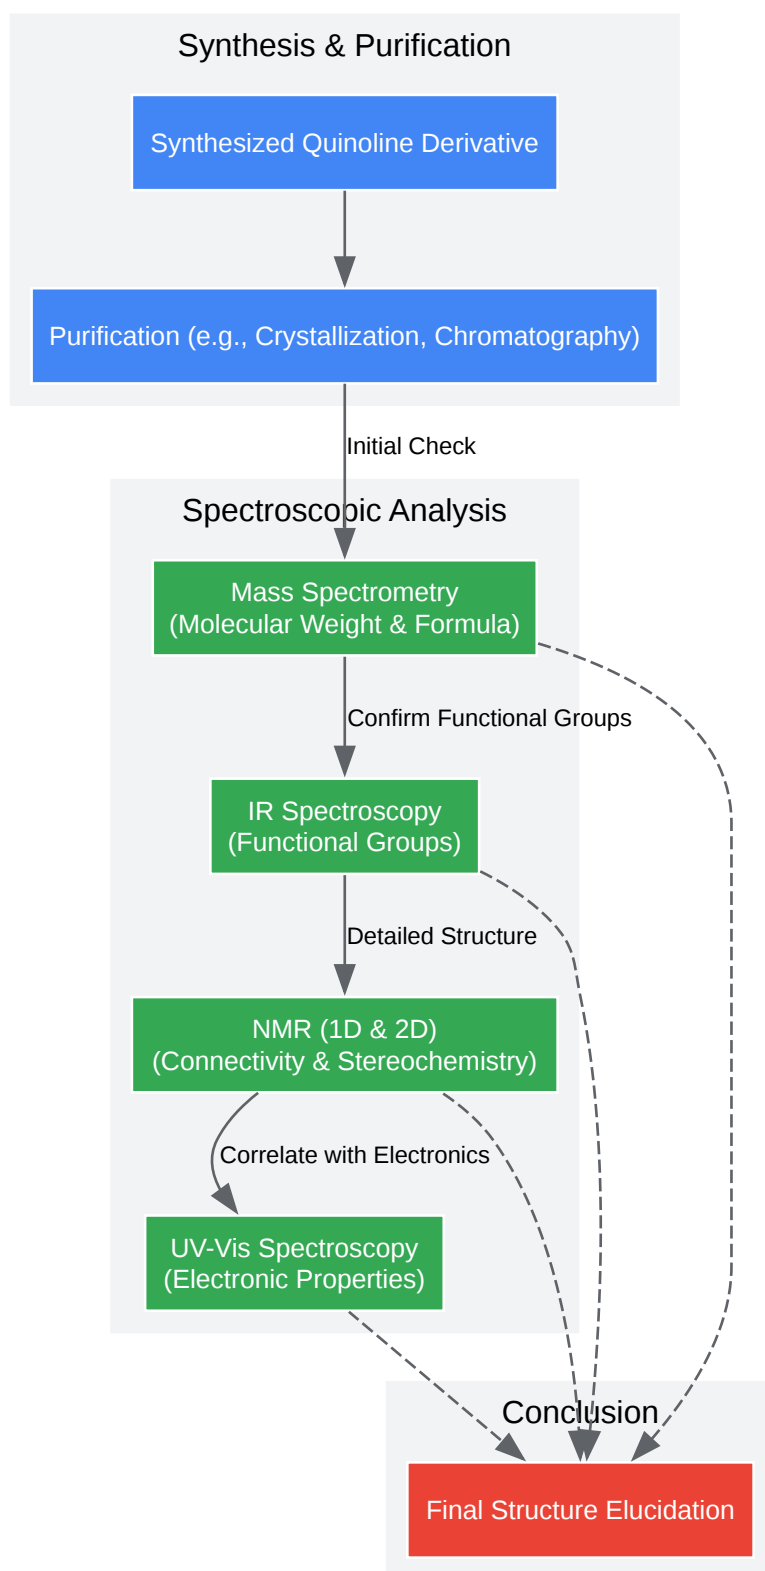 Synthesis & Purification
Synthesized Quinoline Derivative
Purification (e.g., Crystallization, Chromatography)
Initial Check
Spectroscopic Analysis
Mass Spectrometry
(Molecular Weight & Formula)
Confirm Functional Groups
IR Spectroscopy
(Functional Groups)
Detailed Structure
NMR (1D & 2D)
(Connectivity & Stereochemistry)
Correlate with Electronics
UV-Vis Spectroscopy
(Electronic Properties)
Conclusion
Final Structure Elucidation